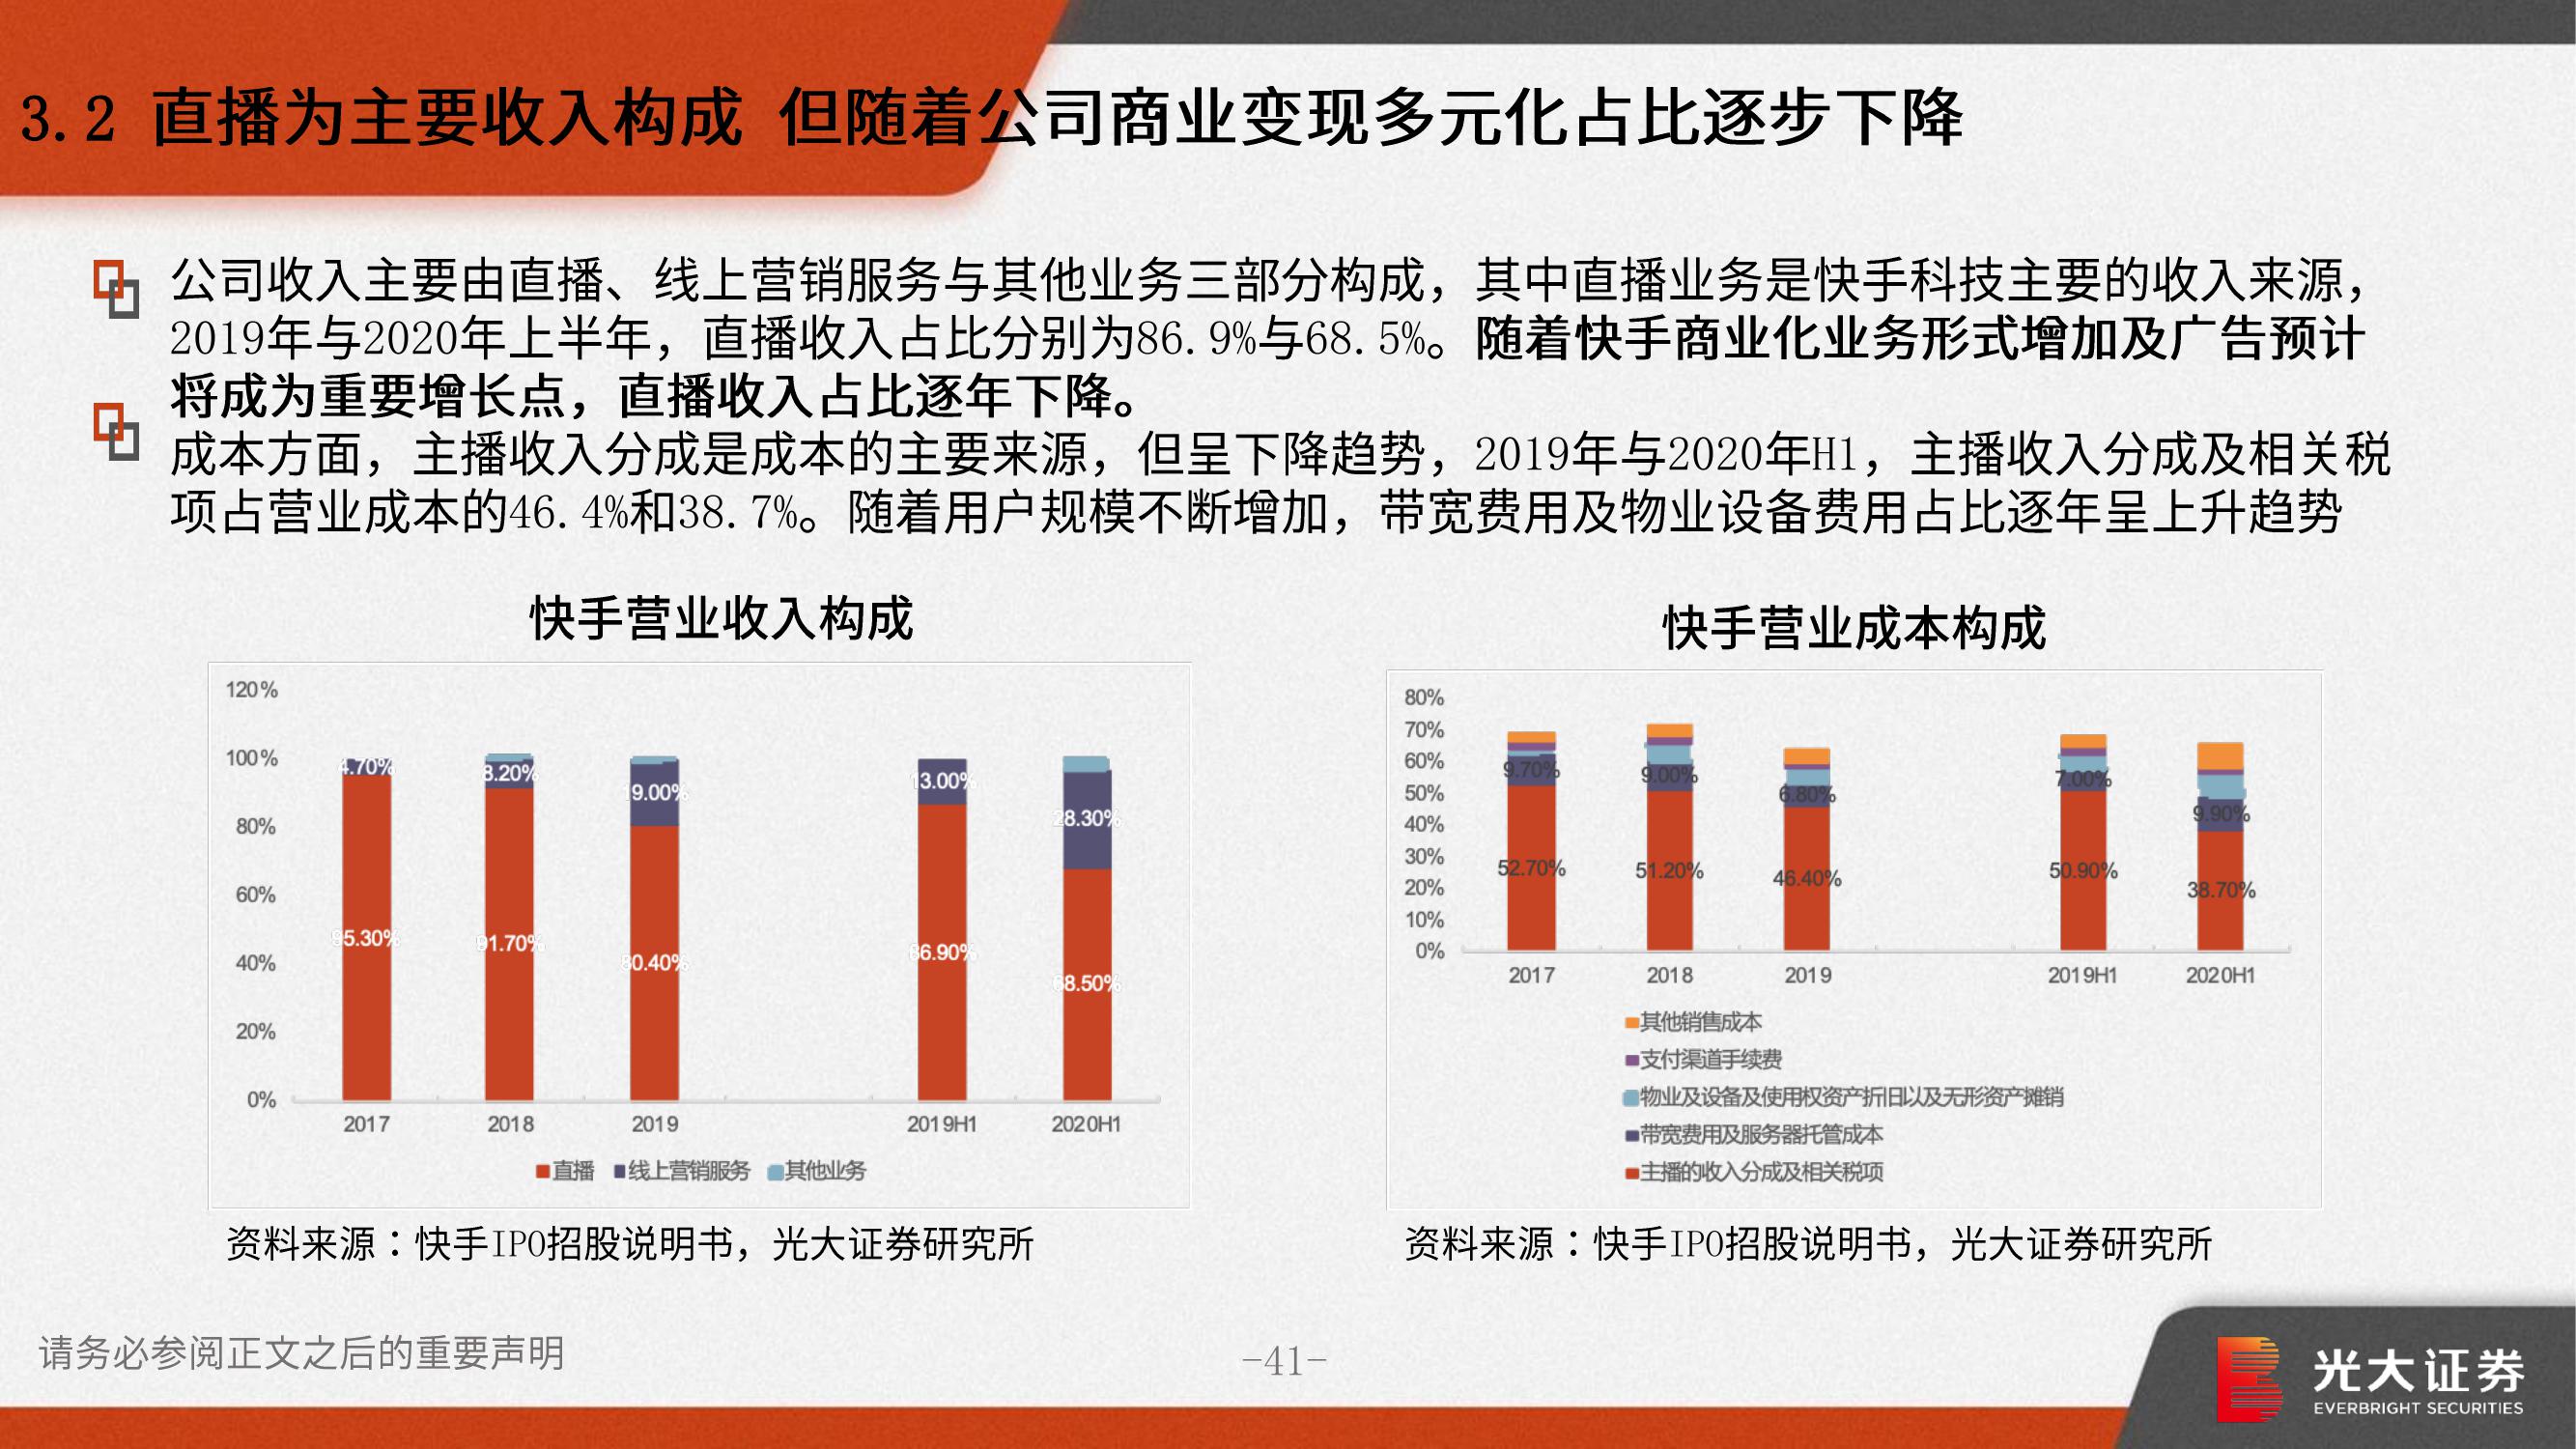 3.2 直播为主要收入构成 但随着公司商业变现多元化占比逐步下降
公司收入主要由直播、线上营销服务与其他业务三部分构成，其中直播业务是快手科技主要的收入来源，
2019年与2020年上半年，直播收入占比分别为86.9%与68.5%。随着快手商业化业务形式增加及广告预计
将成为重要增长点，直播收入占比逐年下降。
成本方面，主播收入分成是成本的主要来源，但呈下降趋势，2019年与2020年H1，主播收入分成及相关税
项占营业成本的46.4%和38.7%。随着用户规模不断增加，带宽费用及物业设备费用占比逐年呈上升趋势
快手营业收入构成
120%
100%
80%
60%
40%
20%
0%
4.70%
8.20%
19.00%
13.00%
28.30%
95.30%
91.70%
80.40%
86.90%
68.50%
2017
2018
2019
2019H1
2020H1
直播
线上营销服务
其他业务
资料来源：快手IPO招股说明书，光大证券研究所
快手营业成本构成
80%
70%
60%
50%
40%
30%
20%
10%
0%
9.70%
9.00%
6.80%
7.00%
9.90%
52.70%
51.20%
46.40%
50.90%
38.70%
2017
2018
2019
2019H1
2020H1
其他销售成本
支付渠道手续费
物业及设备及使用权资产折旧以及无形资产摊销
带宽费用及服务器托管成本
主播的收入分成及相关税项
资料来源：快手IPO招股说明书，光大证券研究所
请务必参阅正文之后的重要声明
-41-
光大证券
EVERBRIGHT SECURITIES